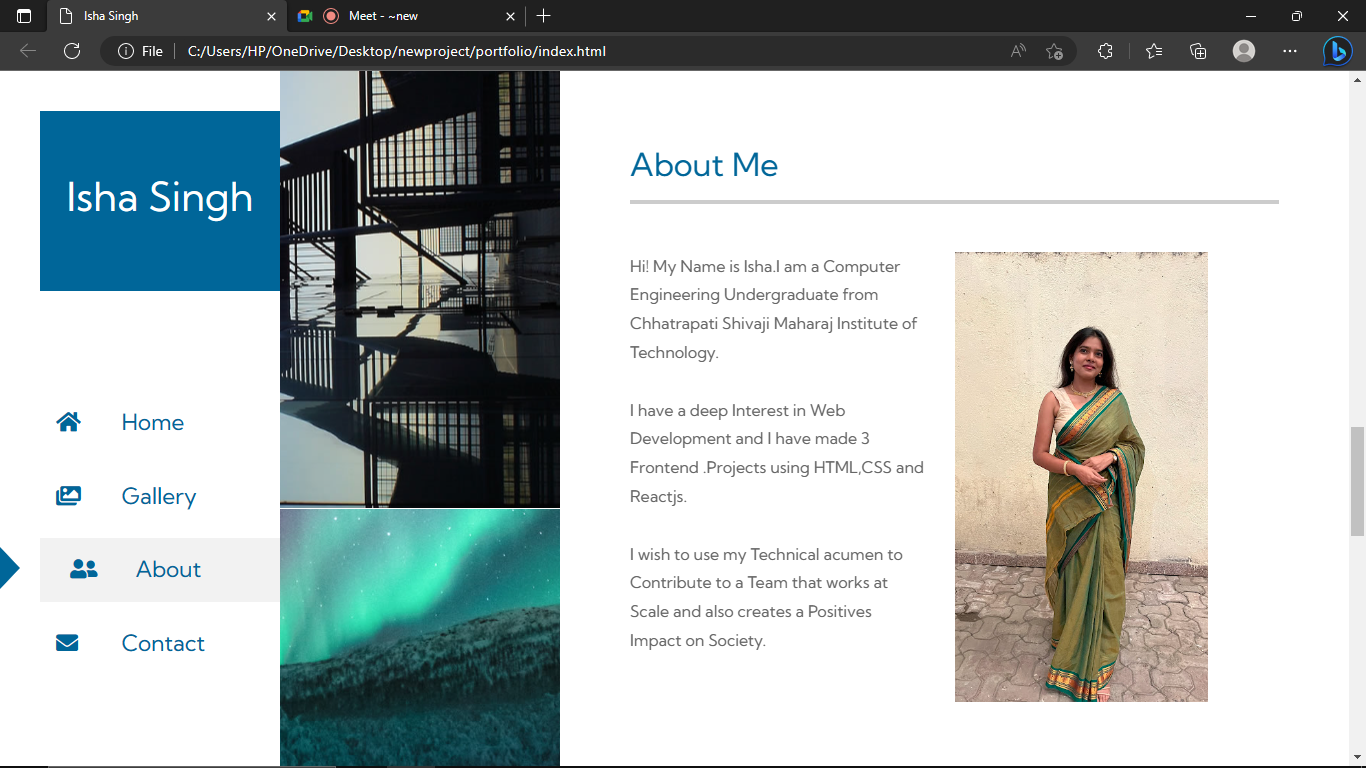 Isha Singh
Meet - ~new
File
C:/Users/HP/OneDrive/Desktop/newproject/portfolio/index.html
Isha Singh
Home
Gallery
About
Contact
About Me
Hi! My Name is Isha.I am a Computer
Engineering Undergraduate from
Chhatrapati Shivaji Maharaj Institute of
Technology.
I have a deep Interest in Web
Development and I have made 3
Frontend .Projects using HTML,CSS and
Reactjs.
I wish to use my Technical acumen to
Contribute to a Team that works at
Scale and also creates a Positives
Impact on Society.